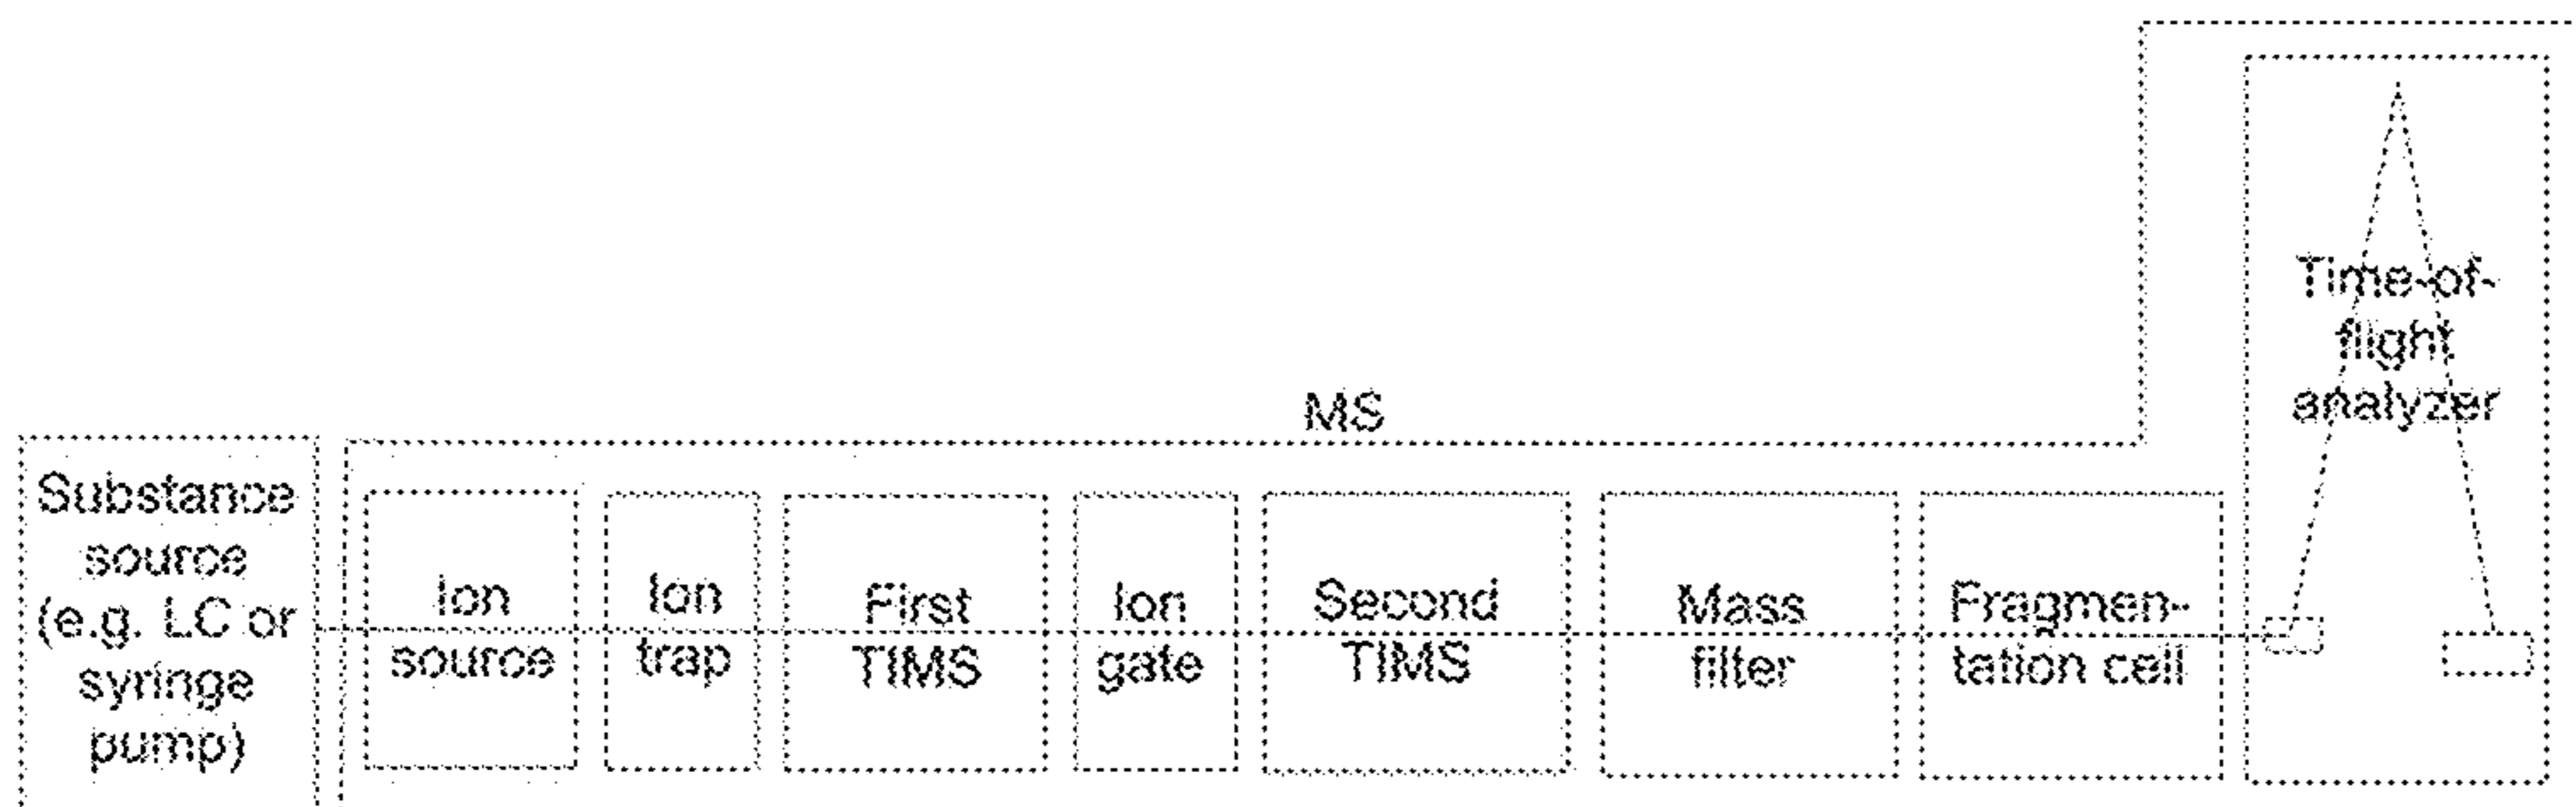 MS
Substance
source
(e.g. LC or
syringe
pump)
Ion
source
Ion
trap
First
TIMS
Ion
gate
Second
TIMS
Mass
filter
Fragmen-
tation cell
Time-of-
flight
analyzer